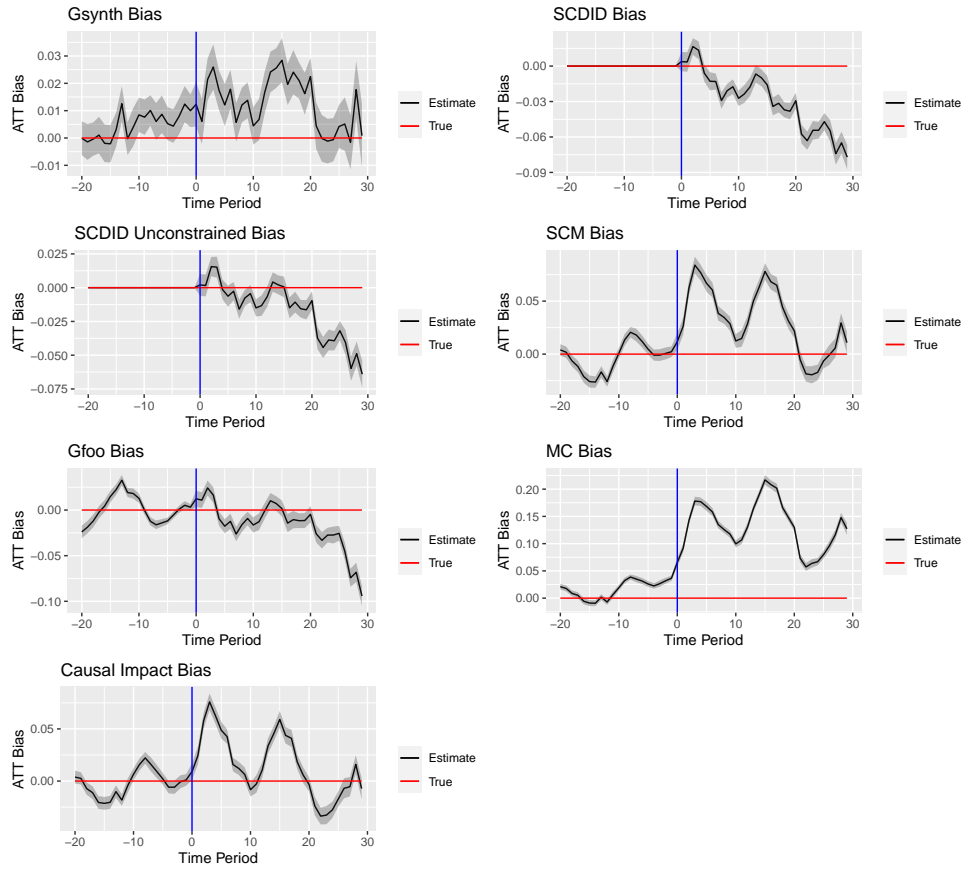 Gsynth Bias
ATT Bias
0.03
0.02
0.01
0.00
−0.01
−20 −10 0 10 20 30
Time Period
Estimate
True
SCDID Bias
ATT Bias
0.00
−0.03
−0.06
−0.09
−20 −10 0 10 20 30
Time Period
Estimate
True
SCDID Unconstrained Bias
ATT Bias
0.025
0.000
−0.025
−0.050
−0.075
−20 −10 0 10 20 30
Time Period
Estimate
True
SCM Bias
ATT Bias
0.05
0.00
−20 −10 0 10 20 30
Time Period
Estimate
True
Gfoo Bias
ATT Bias
0.00
−0.05
−0.10
−20 −10 0 10 20 30
Time Period
Estimate
True
MC Bias
ATT Bias
0.20
0.15
0.10
0.05
0.00
−20 −10 0 10 20 30
Time Period
Estimate
True
Causal Impact Bias
ATT Bias
0.05
0.00
−20 −10 0 10 20 30
Time Period
Estimate
True